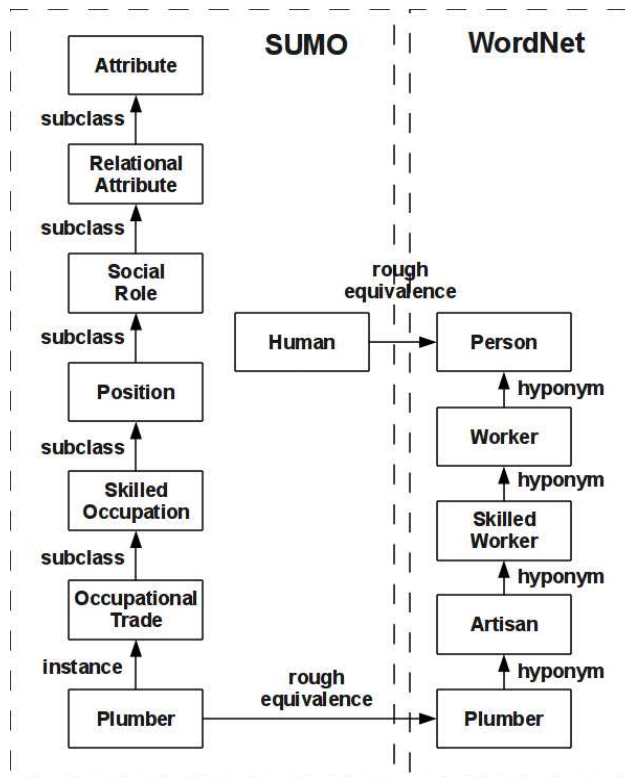 SUMO
WordNet
Attribute
subclass
Relational
Attribute
subclass
Social
Role
subclass
Position
subclass
Skilled
Occupation
subclass
Occupational
Trade
instance
Plumber
rough
equivalence
Human
rough
equivalence
Person
hyponym
Worker
hyponym
Skilled
Worker
hyponym
Artisan
hyponym
Plumber